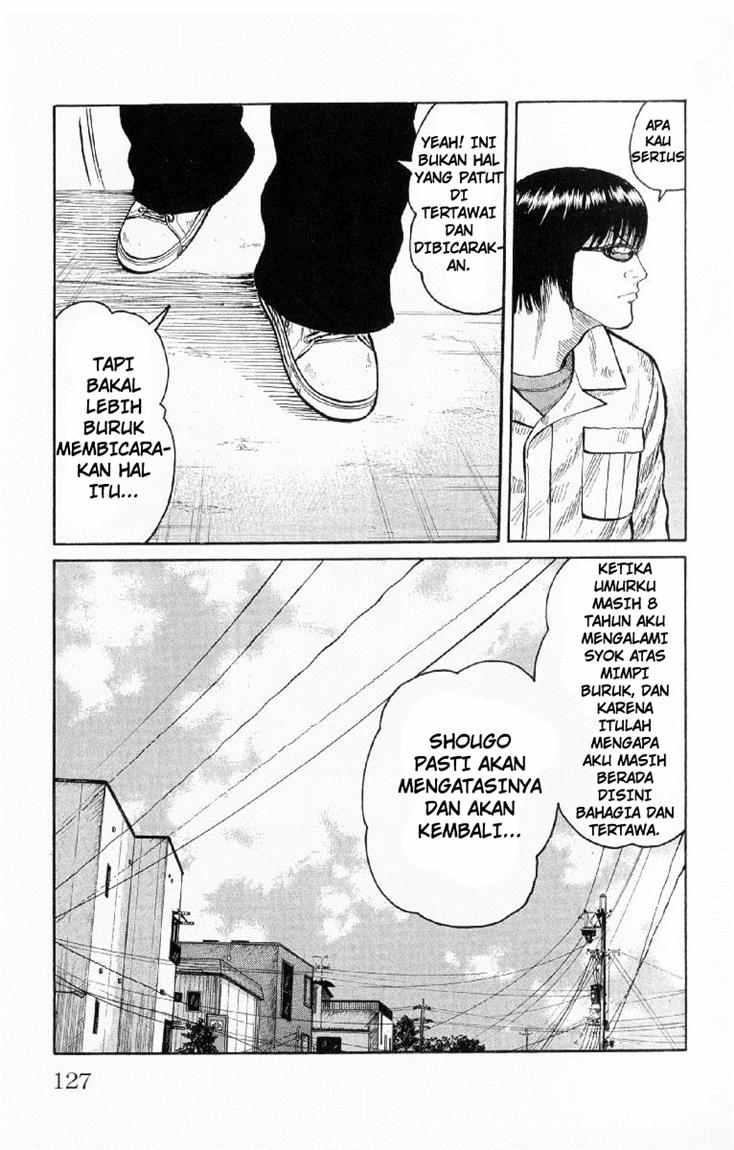 APA
KAU
SERIUS
YEAH! INI
BUKAN HAL
YANG PATUT
DI
TERTAWAI
DAN
DIBICARAK-
AN.
TAPI
BAKAL
LEBIH
BURUK
MEMBICARA-
KAN HAL
ITU...
KETIKA
UMURKU
MASIH 8
TAHUN AKU
MENGALAMI
SYOK ATAS
MIMPI
BURUK, DAN
KARENA
ITULAH
MENGAPA
AKU MASIH
BERADA
DISINI
BAHAGIA DAN
TERTAWA.
SHOUGO
PASTI AKAN
MENGATASINYA
DAN AKAN
KEMBALI...
127